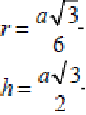 r = a√3/6
h = a√3/2